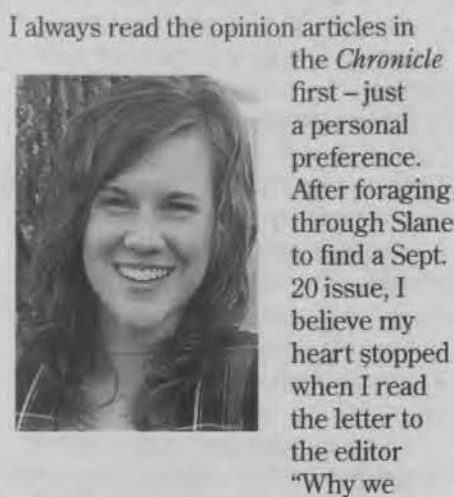 I always read the opinion articles in
the Chronicle
first – just
a personal
preference.
After foraging
through Slane
to find a Sept.
20 issue, I
believe my
heart stopped
when I read
the letter to
the editor
“Why we